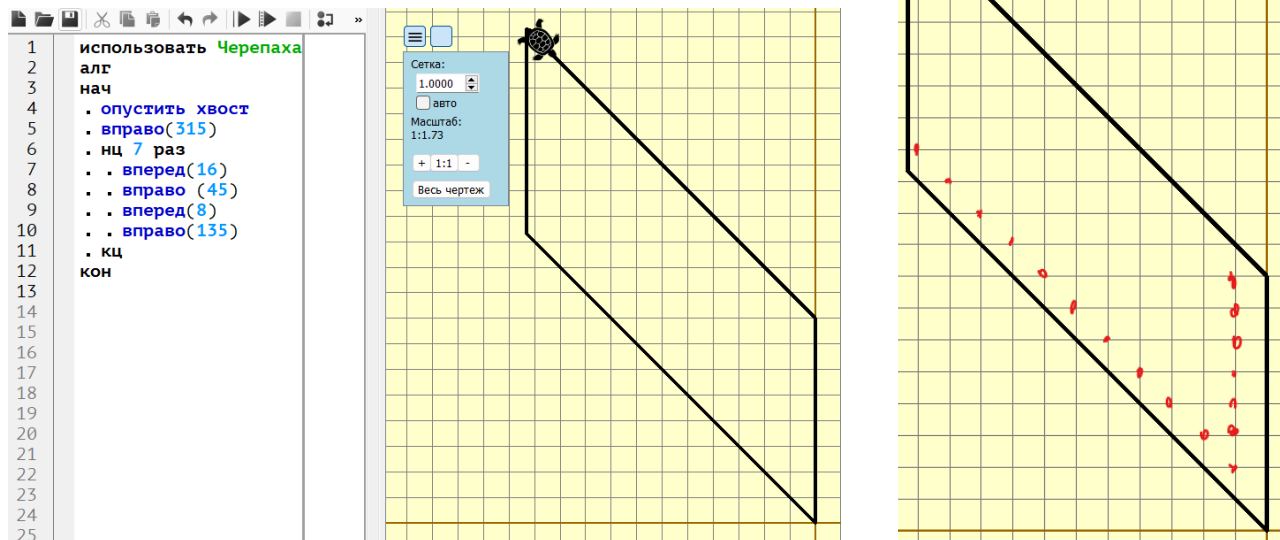 »
1 использовать Черепаха
2 алг
3 нач
4 . опустить хвост
5 . вправо(315)
6 . нц 7 раз
7 . . вперед(16)
8 . . вправо (45)
9 . . вперед(8)
10 . . вправо(135)
11 . кц
12 кон
13
14
15
16
17
18
19
20
21
22
23
24
25
Сетка:
1.0000
авто
Масштаб:
1:1.73
+ 1:1 -
Весь чертеж